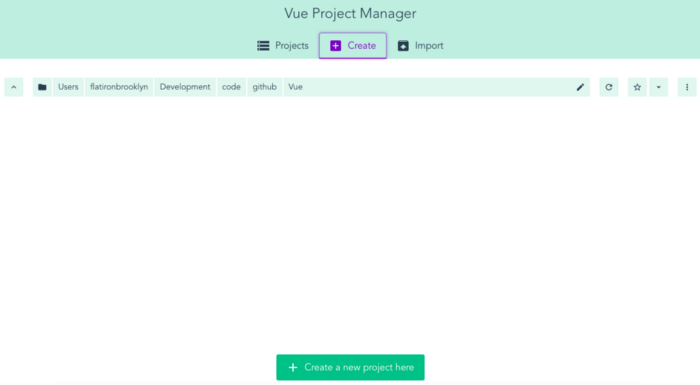 Vue Project Manager
Projects Create Import
Users flatironbrooklyn Development code github Vue
Create a new project here